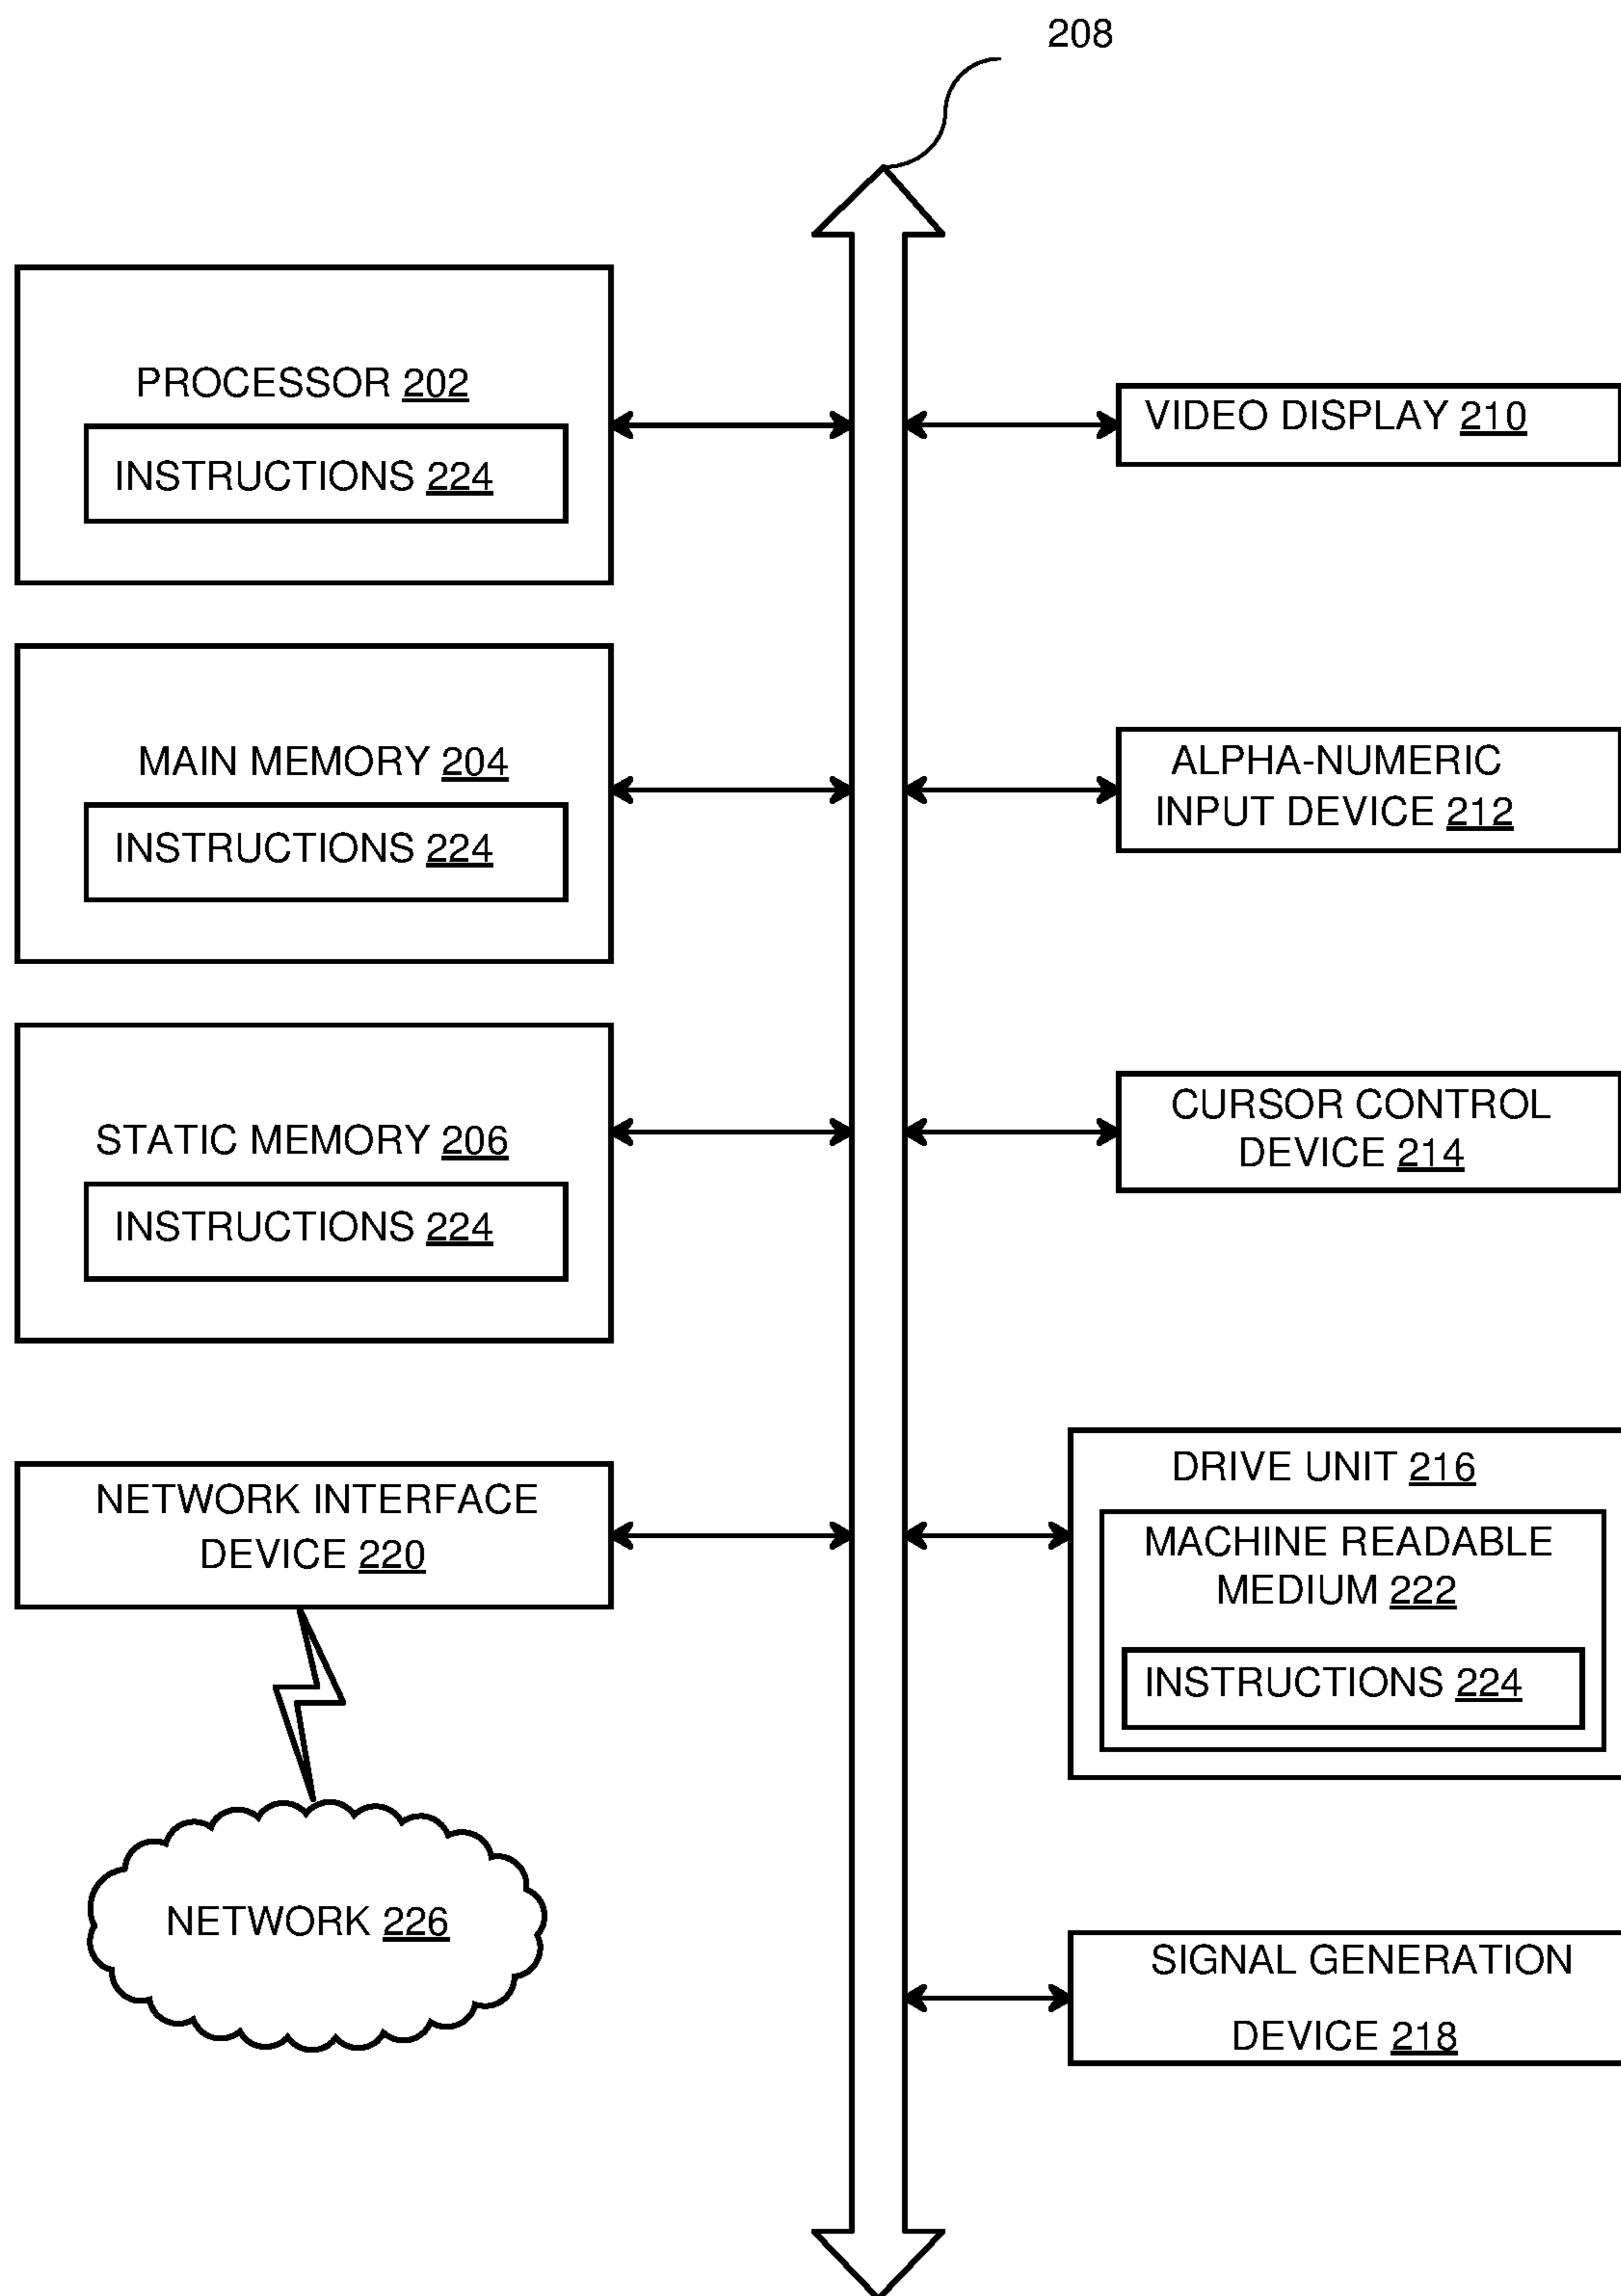 208
PROCESSOR 202
INSTRUCTIONS 224
MAIN MEMORY 204
INSTRUCTIONS 224
STATIC MEMORY 206
INSTRUCTIONS 224
NETWORK INTERFACE
DEVICE 220
NETWORK 226
VIDEO DISPLAY 210
ALPHA-NUMERIC
INPUT DEVICE 212
CURSOR CONTROL
DEVICE 214
DRIVE UNIT 216
MACHINE READABLE
MEDIUM 222
INSTRUCTIONS 224
SIGNAL GENERATION
DEVICE 218